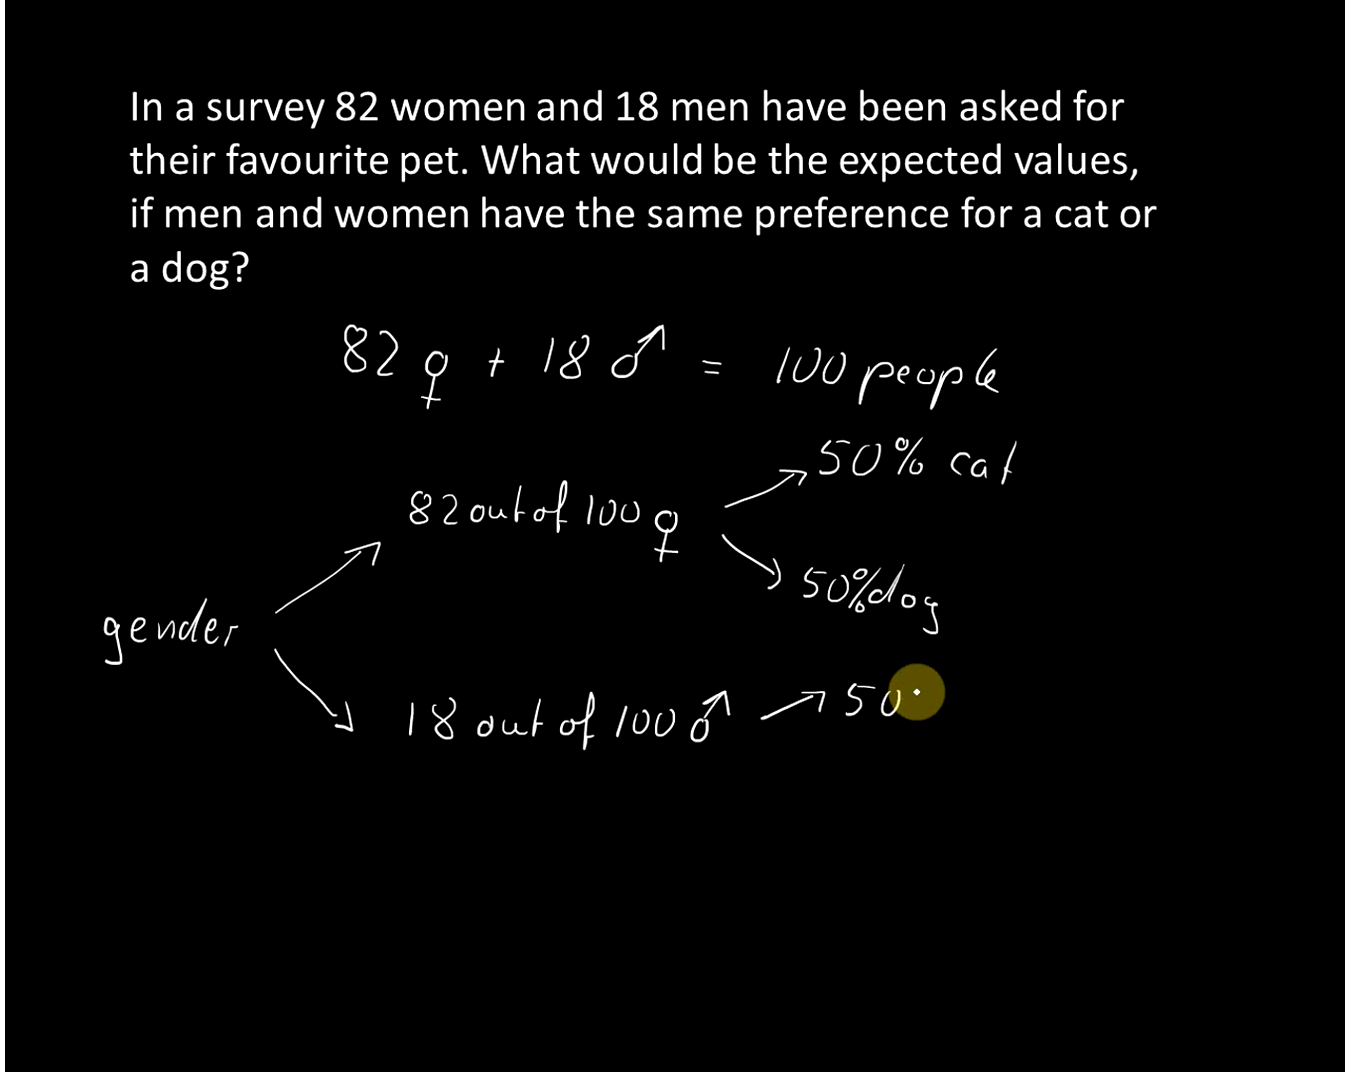 In a survey 82 women and 18 men have been asked for
their favourite pet. What would be the expected values,
if men and women have the same preference for a cat or
a dog?
82 ♀ + 18 ♂ = 100 people
50% cat
82 out of 100 ♀
50% dog
gender
18 out of 100 ♂ 50